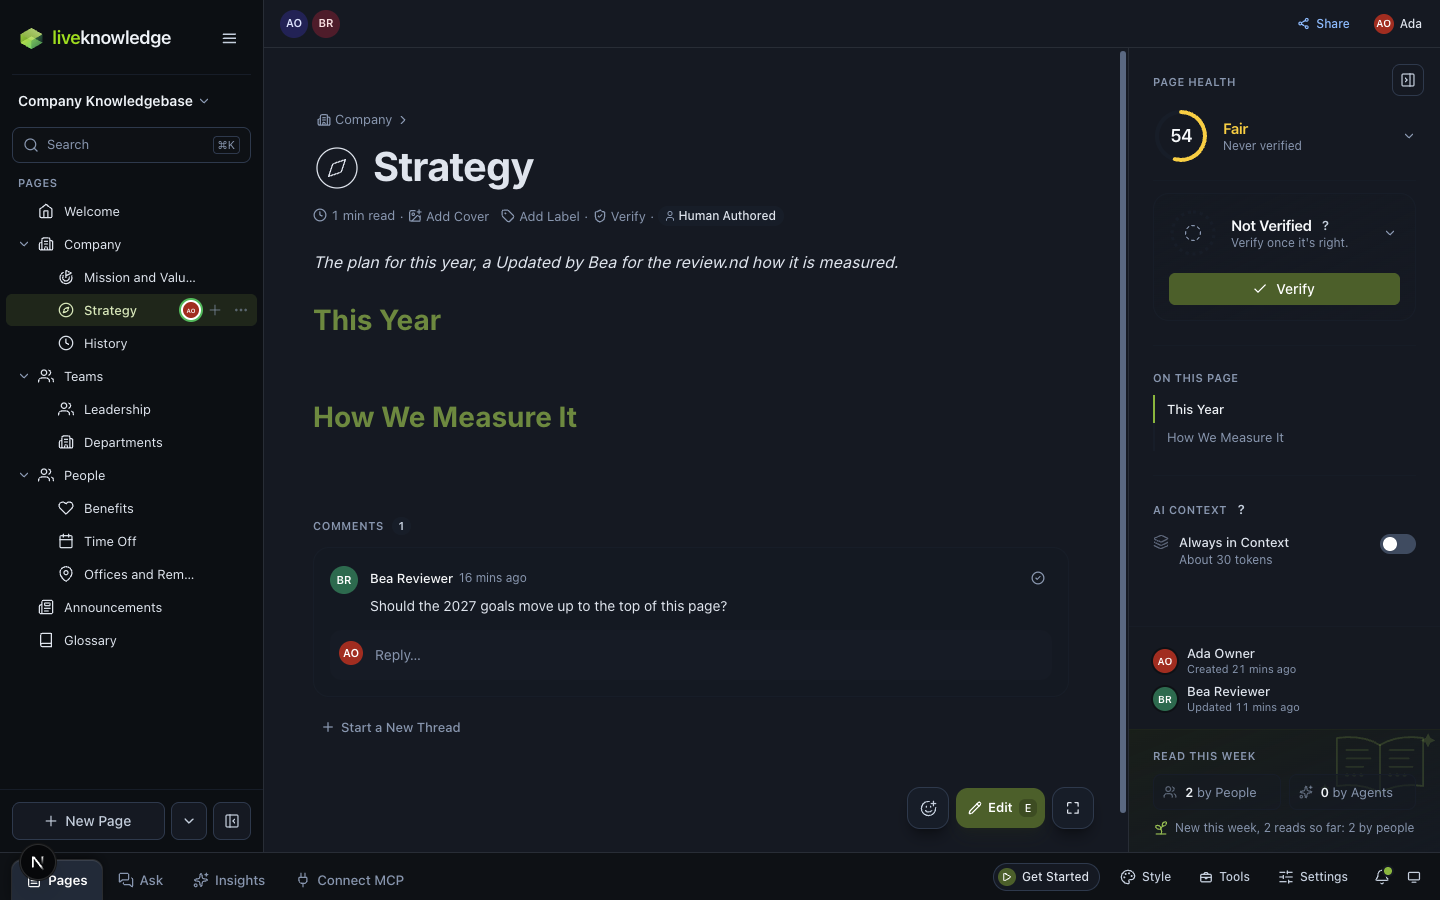 AO BR
Share
AO Ada
liveknowledge
Company Knowledgebase
Search ⌘K
PAGES
Welcome
Company
Mission and Valu...
Strategy AO
History
Teams
Leadership
Departments
People
Benefits
Time Off
Offices and Rem...
Announcements
Glossary
New Page
Company
Strategy
1 min read · Add Cover Add Label · Verify · Human Authored
The plan for this year, a Updated by Bea for the review.nd how it is measured.
This Year
How We Measure It
COMMENTS 1
BR Bea Reviewer 16 mins ago
Should the 2027 goals move up to the top of this page?
AO Reply...
Start a New Thread
Edit E
PAGE HEALTH
54 Fair
Never verified
Not Verified ?
Verify once it's right.
Verify
ON THIS PAGE
This Year
How We Measure It
AI CONTEXT ?
Always in Context
About 30 tokens
AO Ada Owner
Created 21 mins ago
BR Bea Reviewer
Updated 11 mins ago
READ THIS WEEK
2 by People 0 by Agents
New this week, 2 reads so far: 2 by people
N
Pages Ask Insights Connect MCP
Get Started Style Tools Settings